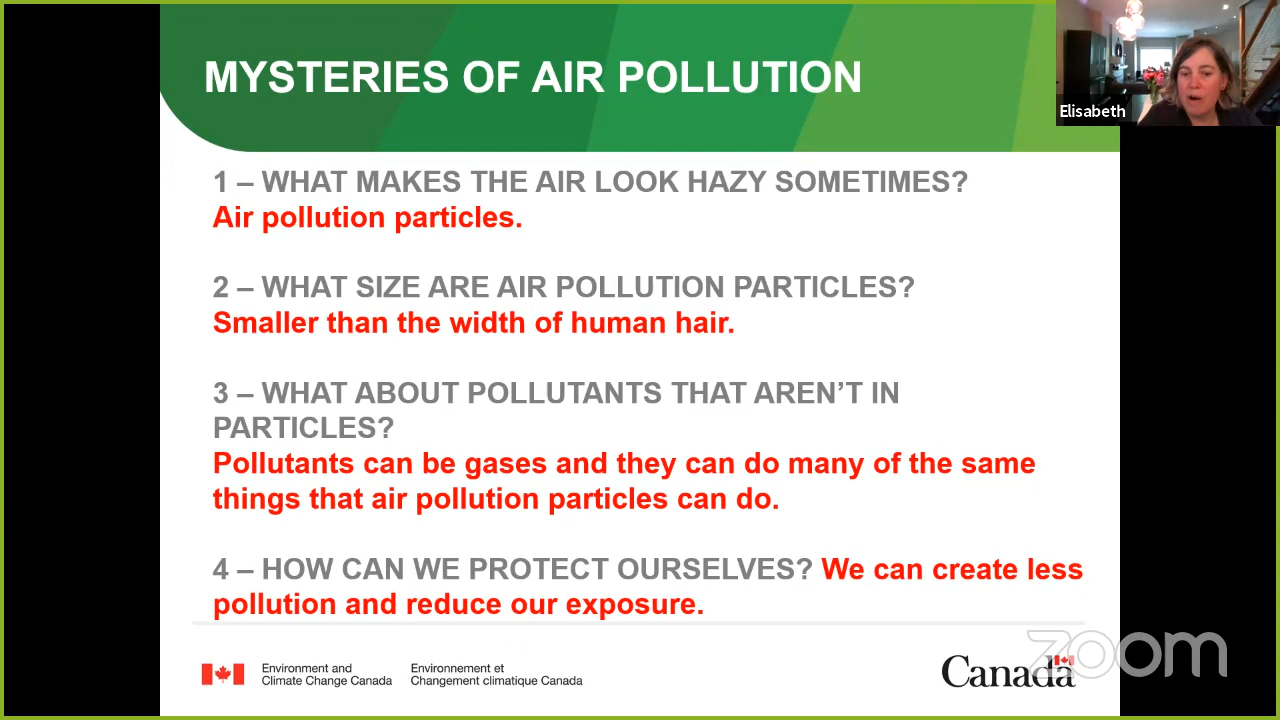 MYSTERIES OF AIR POLLUTION
Elisabeth
1 – WHAT MAKES THE AIR LOOK HAZY SOMETIMES?
Air pollution particles.
2 – WHAT SIZE ARE AIR POLLUTION PARTICLES?
Smaller than the width of human hair.
3 – WHAT ABOUT POLLUTANTS THAT AREN’T IN
PARTICLES?
Pollutants can be gases and they can do many of the same
things that air pollution particles can do.
4 – HOW CAN WE PROTECT OURSELVES? We can create less
pollution and reduce our exposure.
Environment and
Climate Change Canada
Environnement et
Changement climatique Canada
Canada
zoom